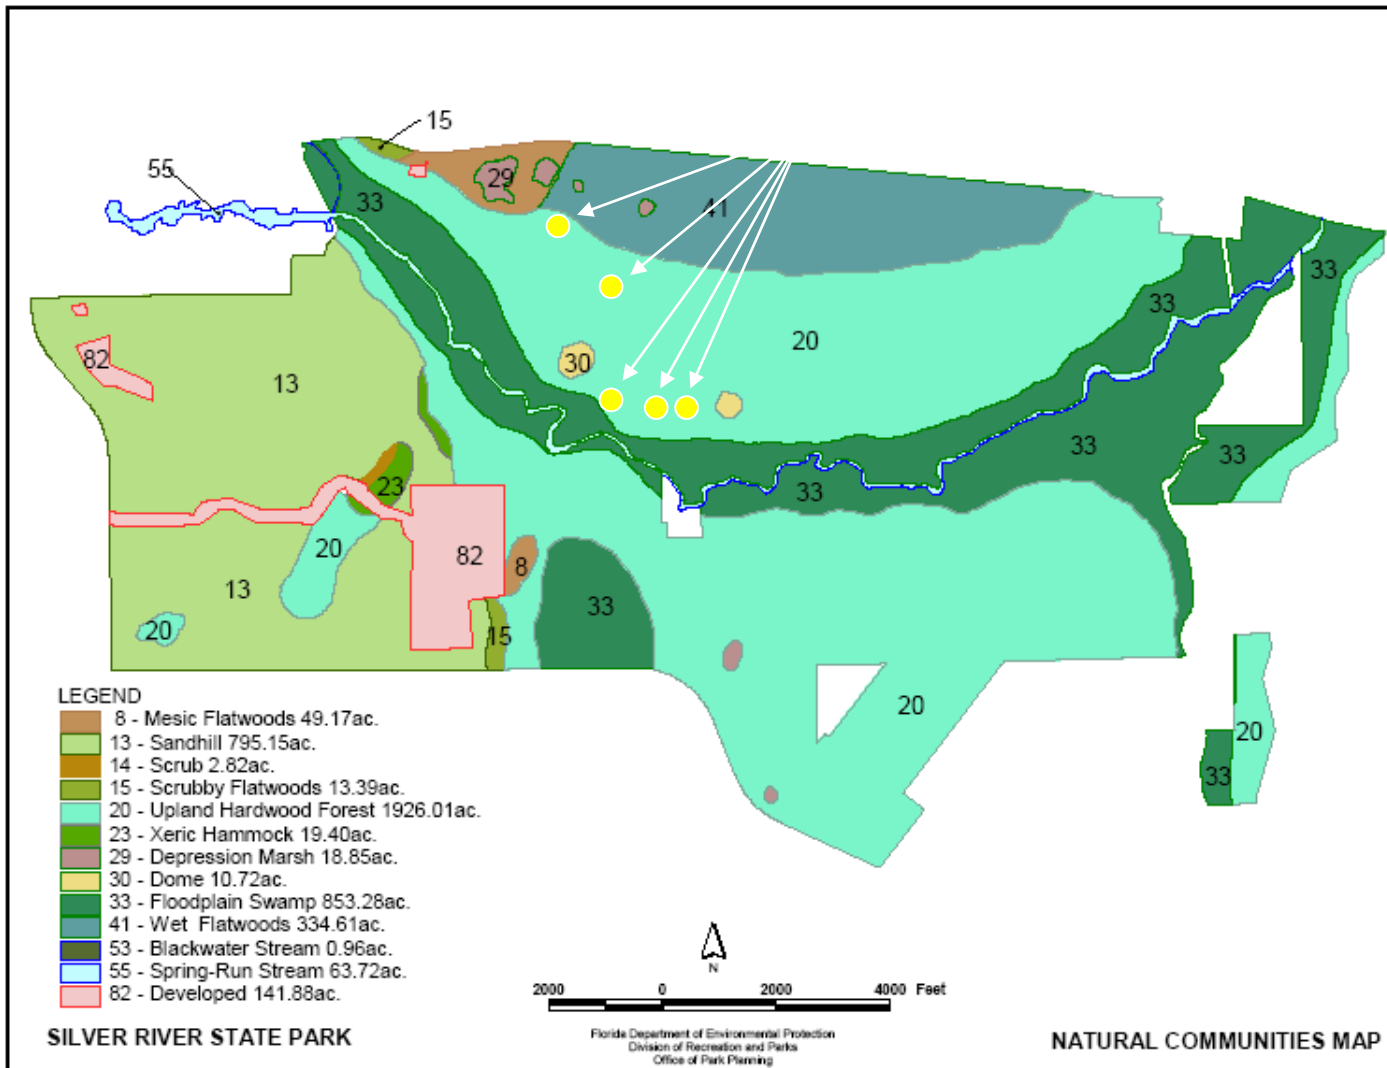 15
55
29
33
41
33
33
20
30
82
13
33
33
23
33
20
82
8
13
33
20
15
20
20
33
LEGEND
8 - Mesic Flatwoods 49.17ac.
13 - Sandhill 795.15ac.
14 - Scrub 2.82ac.
15 - Scrubby Flatwoods 13.39ac.
20 - Upland Hardwood Forest 1926.01ac.
23 - Xeric Hammock 19.40ac.
29 - Depression Marsh 18.85ac.
30 - Dome 10.72ac.
33 - Floodplain Swamp 853.28ac.
41 - Wet Flatwoods 334.61ac.
53 - Blackwater Stream 0.96ac.
55 - Spring-Run Stream 63.72ac.
82 - Developed 141.88ac.
N
2000 0 2000 4000 Feet
SILVER RIVER STATE PARK
Florida Department of Environmental Protection
Division of Recreation and Parks
Office of Park Planning
NATURAL COMMUNITIES MAP